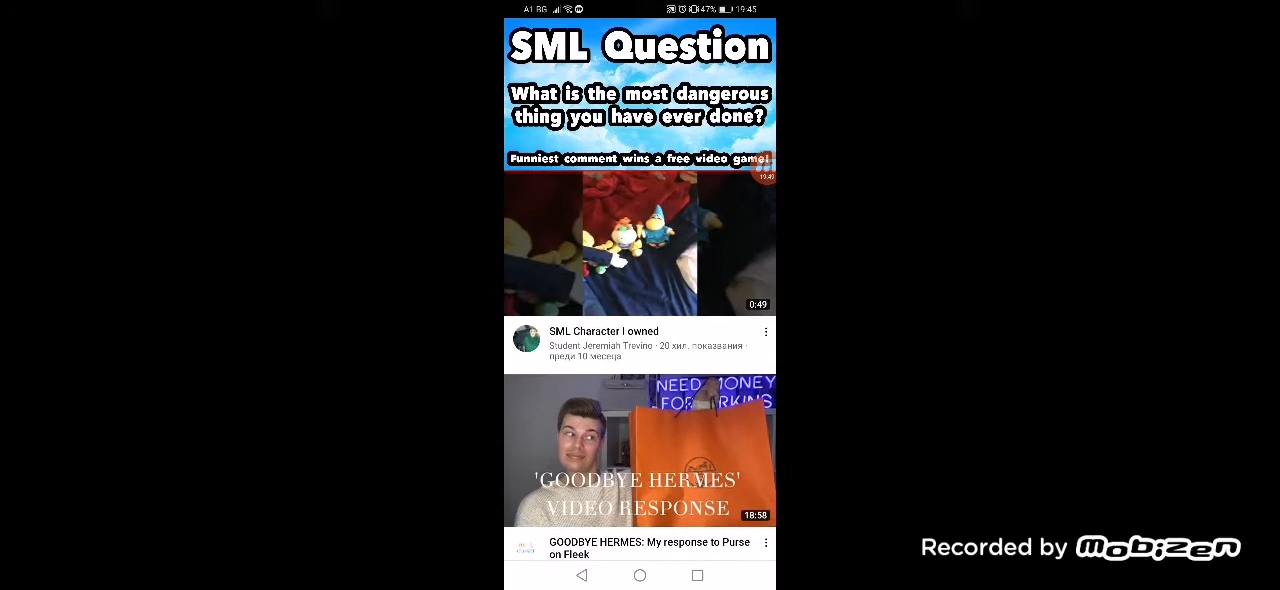 A1 BG
47% 19:45
SML Question
What is the most dangerous
thing you have ever done?
Funniest comment wins a free video game!
19:49
0:49
SML Character I owned
Student Jeremiah Trevino · 20 хил. показвания ·
преди 10 месеца
NEED MONEY
FOR RKINS
'GOODBYE HERMES'
VIDEO RESPONSE
18:58
GOODBYE HERMES: My response to Purse
on Fleek
Recorded by mobizen